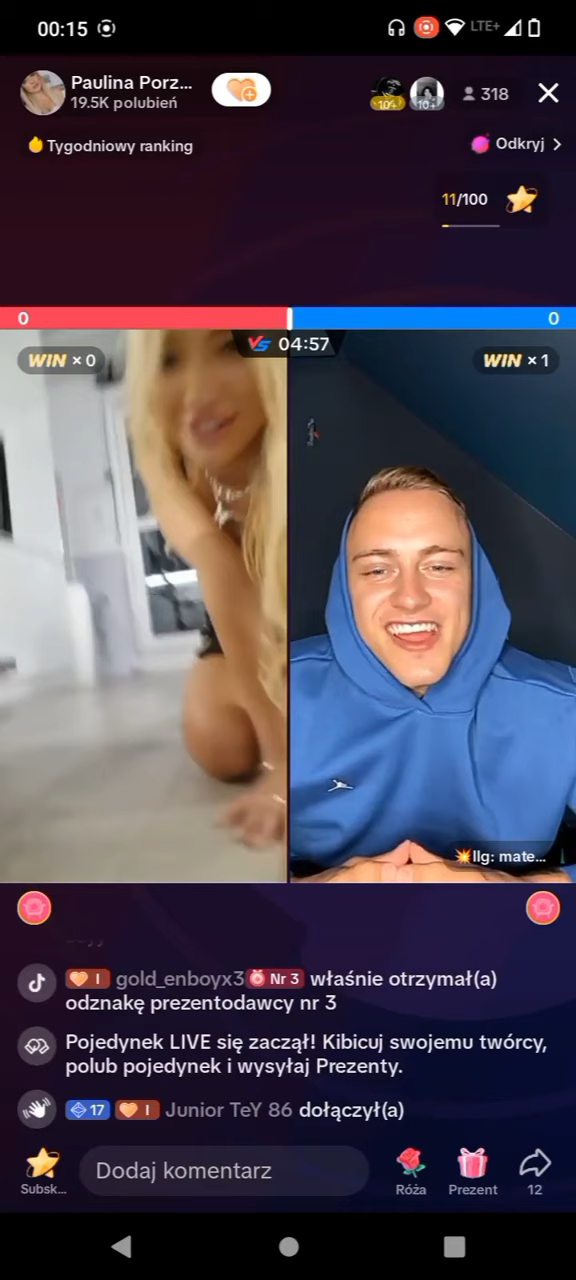 00:15
LTE+
Paulina Porz...
19.5K polubień
10+
10+
318
Tygodniowy ranking
Odkryj
11/100
0
0
WIN × 0
VS 04:57
WIN × 1
💥llg: mate...
I gold_enboyx3 Nr 3 właśnie otrzymał(a)
odznakę prezentodawcy nr 3
Pojedynek LIVE się zaczął! Kibicuj swojemu twórcy,
polub pojedynek i wysyłaj Prezenty.
17 I Junior TeY 86 dołączył(a)
Subsk...
Dodaj komentarz
Róża
Prezent
12